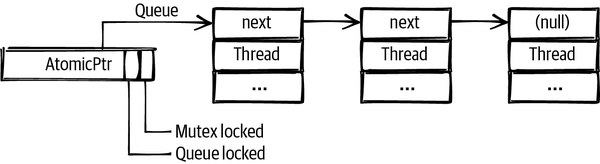 Queue
next
next
(null)
AtomicPtr
Thread
Thread
Thread
...
...
...
Mutex locked
Queue locked